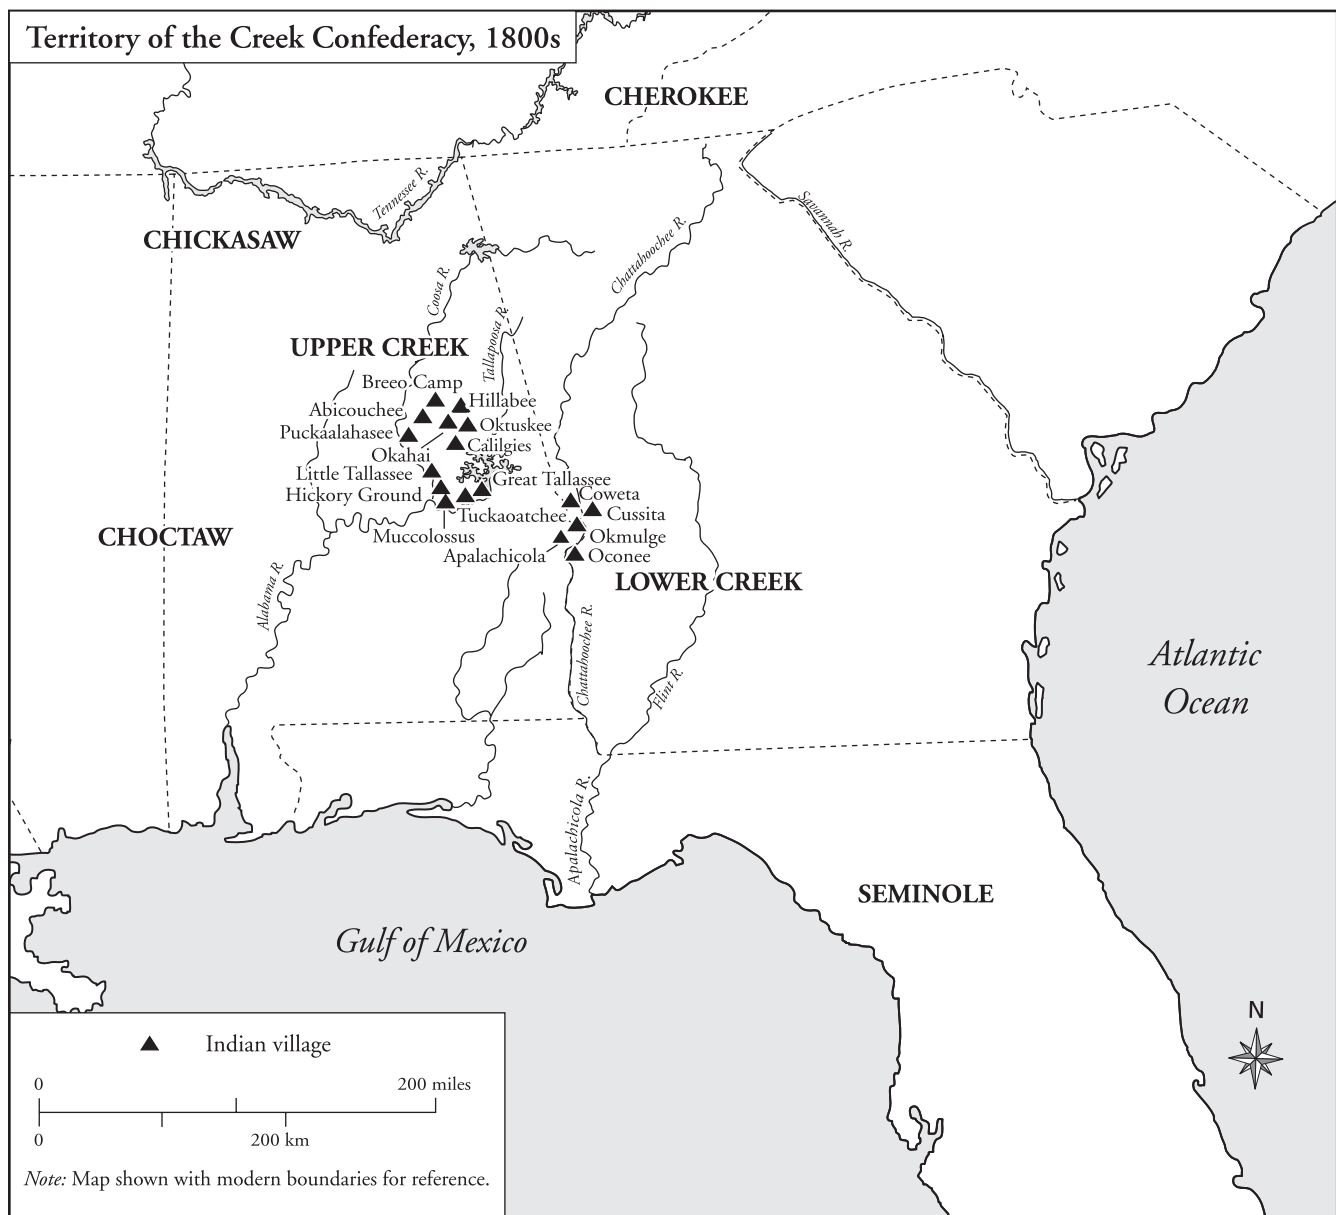 Territory of the Creek Confederacy, 1800s
CHEROKEE
Tennessee R.
Savannah R.
CHICKASAW
Chattahoochee R.
Coosa R.
Tallapoosa R.
UPPER CREEK
Breeo Camp
Hillabee
Abicouchee
Oktuskee
Puckaalahasee
Calilgies
Okahai
Little Tallassee
Great Tallassee
Hickory Ground
Coweta
Tuckaoatchee
Cussita
CHOCTAW
Muccolossus
Okmulge
Apalachicola
Oconee
LOWER CREEK
Alabama R.
Chattahoochee R.
Flint R.
Atlantic
Ocean
Apalachicola R.
SEMINOLE
Gulf of Mexico
N
Indian village
0
200 miles
0
200 km
Note: Map shown with modern boundaries for reference.